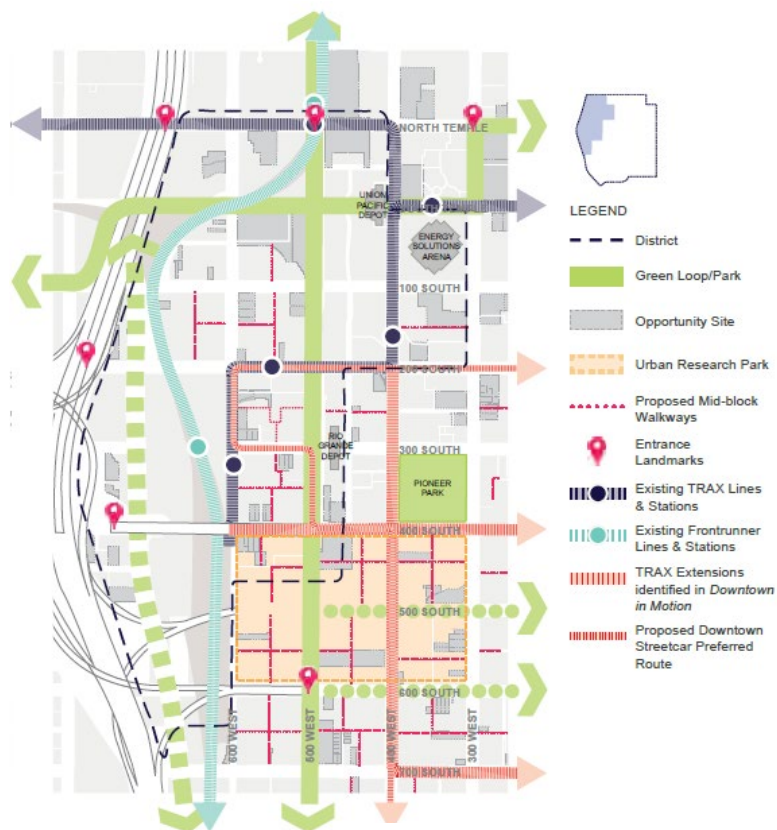 NORTH TEMPLE
UNION
PACIFIC
DEPOT
ENERGY
SOLUTIONS
ARENA
100 SOUTH
200 SOUTH
RIO
GRANDE
DEPOT
300 SOUTH
PIONEER
PARK
400 SOUTH
500 SOUTH
600 SOUTH
700 SOUTH
600 WEST
500 WEST
400 WEST
300 WEST
LEGEND
District
Green Loop/Park
Opportunity Site
Urban Research Park
Proposed Mid-block
Walkways
Entrance
Landmarks
Existing TRAX Lines
& Stations
Existing Frontrunner
Lines & Stations
TRAX Extensions
identified in Downtown
in Motion
Proposed Downtown
Streetcar Preferred
Route